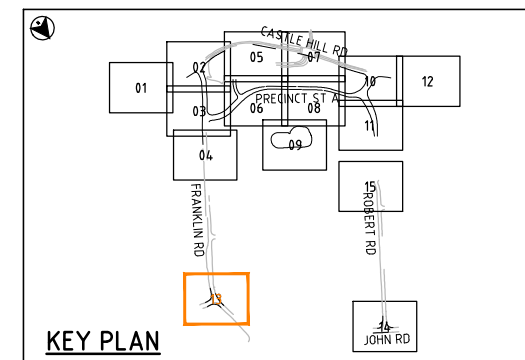 CASTLE HILL RD
01
02
05
07
10
12
PRECINCT ST A
03
06
08
11
04
09
15
FRANKLIN RD
ROBERT RD
13
14
JOHN RD
KEY PLAN